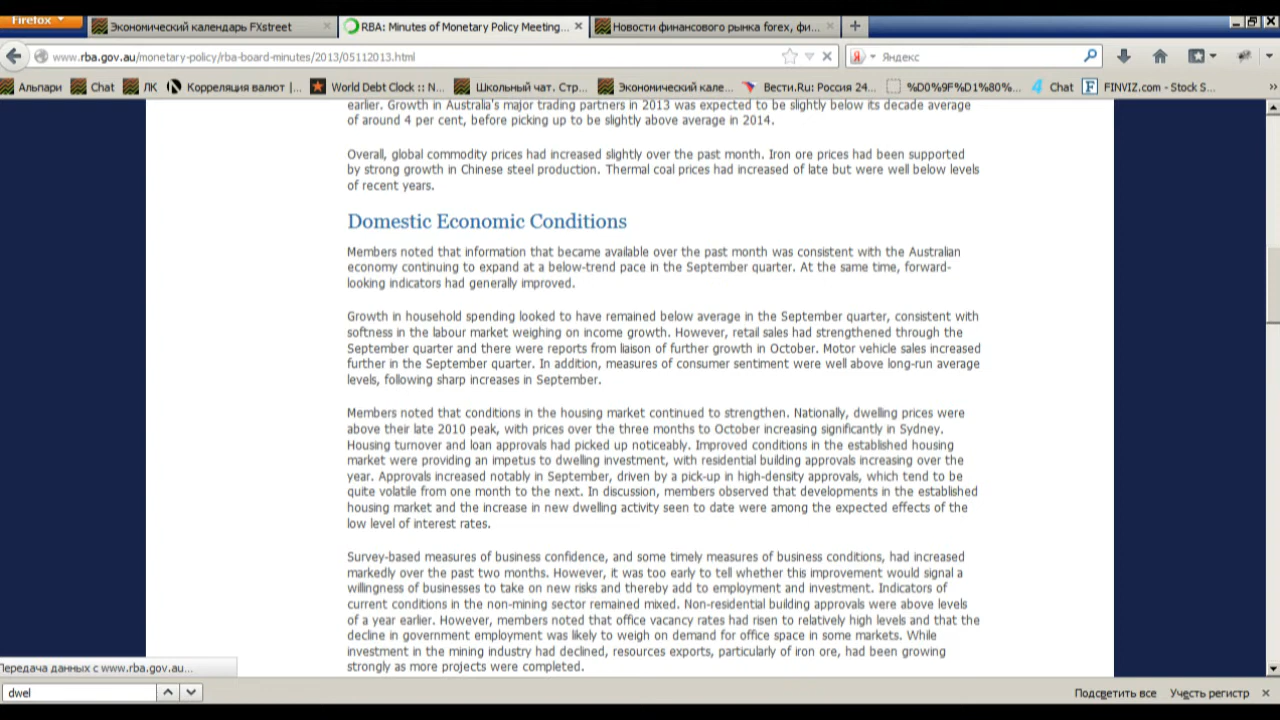 Firefox
Экономический календарь FXstreet
RBA: Minutes of Monetary Policy Meeting...
Новости финансового рынка forex, фи...
www.rba.gov.au/monetary-policy/rba-board-minutes/2013/05112013.html
Яндекс
Альпари
Chat
ЛК
Корреляция валют |...
World Debt Clock :: N...
Школьный чат. Стр...
Экономический кале...
Вести.Ru: Россия 24...
%D0%9F%D1%80%...
Chat
FINVIZ.com - Stock S...
earlier. Growth in Australia's major trading partners in 2013 was expected to be slightly below its decade average
of around 4 per cent, before picking up to be slightly above average in 2014.
Overall, global commodity prices had increased slightly over the past month. Iron ore prices had been supported
by strong growth in Chinese steel production. Thermal coal prices had increased of late but were well below levels
of recent years.
Domestic Economic Conditions
Members noted that information that became available over the past month was consistent with the Australian
economy continuing to expand at a below-trend pace in the September quarter. At the same time, forward-
looking indicators had generally improved.
Growth in household spending looked to have remained below average in the September quarter, consistent with
softness in the labour market weighing on income growth. However, retail sales had strengthened through the
September quarter and there were reports from liaison of further growth in October. Motor vehicle sales increased
further in the September quarter. In addition, measures of consumer sentiment were well above long-run average
levels, following sharp increases in September.
Members noted that conditions in the housing market continued to strengthen. Nationally, dwelling prices were
above their late 2010 peak, with prices over the three months to October increasing significantly in Sydney.
Housing turnover and loan approvals had picked up noticeably. Improved conditions in the established housing
market were providing an impetus to dwelling investment, with residential building approvals increasing over the
year. Approvals increased notably in September, driven by a pick-up in high-density approvals, which tend to be
quite volatile from one month to the next. In discussion, members observed that developments in the established
housing market and the increase in new dwelling activity seen to date were among the expected effects of the
low level of interest rates.
Survey-based measures of business confidence, and some timely measures of business conditions, had increased
markedly over the past two months. However, it was too early to tell whether this improvement would signal a
willingness of businesses to take on new risks and thereby add to employment and investment. Indicators of
current conditions in the non-mining sector remained mixed. Non-residential building approvals were above levels
of a year earlier. However, members noted that office vacancy rates had risen to relatively high levels and that the
decline in government employment was likely to weigh on demand for office space in some markets. While
investment in the mining industry had declined, resources exports, particularly of iron ore, had been growing
strongly as more projects were completed.
Передача данных с www.rba.gov.au...
dwel
Подсветить все
Учесть регистр